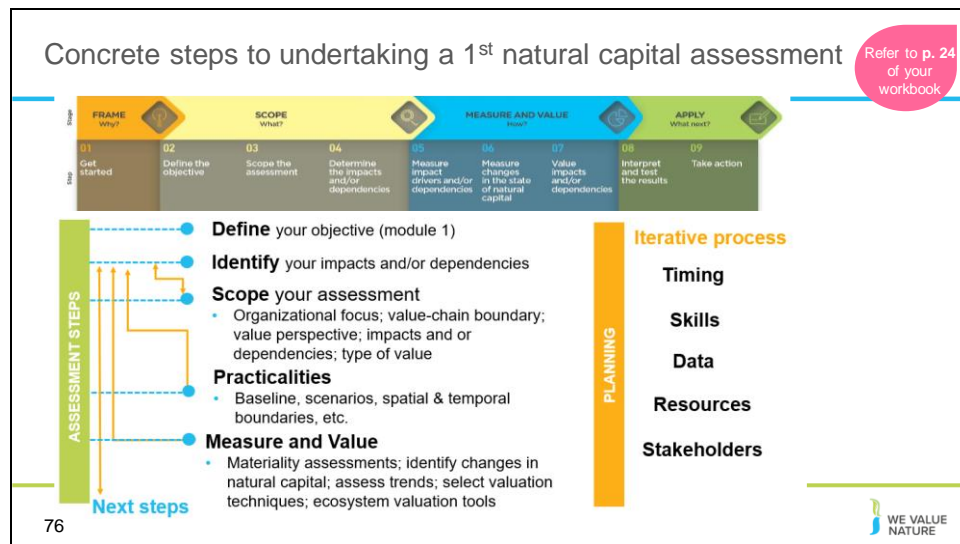 Concrete steps to undertaking a 1st natural capital assessment
Refer to p. 24
of your
workbook
Stage
FRAME
Why?
SCOPE
What?
MEASURE AND VALUE
How?
APPLY
What next?
Step
01
Get
started
02
Define the
objective
03
Scope the
assessment
04
Determine
the impacts
and/or
dependencies
05
Measure
impact
drivers and/or
dependencies
06
Measure
changes
in the state
of natural
capital
07
Value
impacts
and/or
dependencies
08
Interpret
and test
the results
09
Take action
ASSESSMENT STEPS
Define your objective (module 1)
Identify your impacts and/or dependencies
Scope your assessment
• Organizational focus; value-chain boundary;
value perspective; impacts and or
dependencies; type of value
Practicalities
• Baseline, scenarios, spatial & temporal
boundaries, etc.
Measure and Value
• Materiality assessments; identify changes in
natural capital; assess trends; select valuation
techniques; ecosystem valuation tools
Next steps
PLANNING
Iterative process
Timing
Skills
Data
Resources
Stakeholders
76
WE VALUE
NATURE